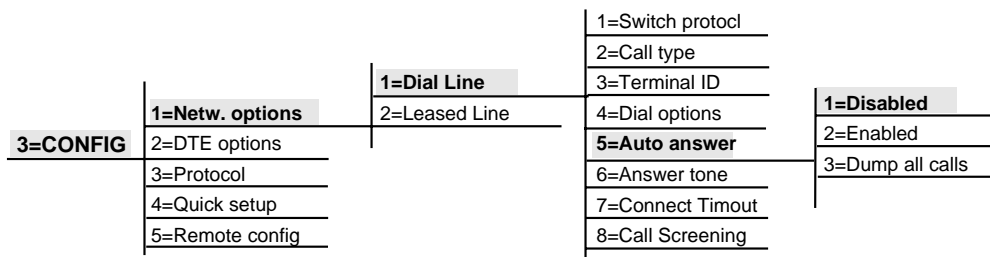 3=CONFIG
1=Netw. options
2=DTE options
3=Protocol
4=Quick setup
5=Remote config
1=Dial Line
2=Leased Line
1=Switch protocl
2=Call type
3=Terminal ID
4=Dial options
5=Auto answer
6=Answer tone
7=Connect Timout
8=Call Screening
1=Disabled
2=Enabled
3=Dump all calls